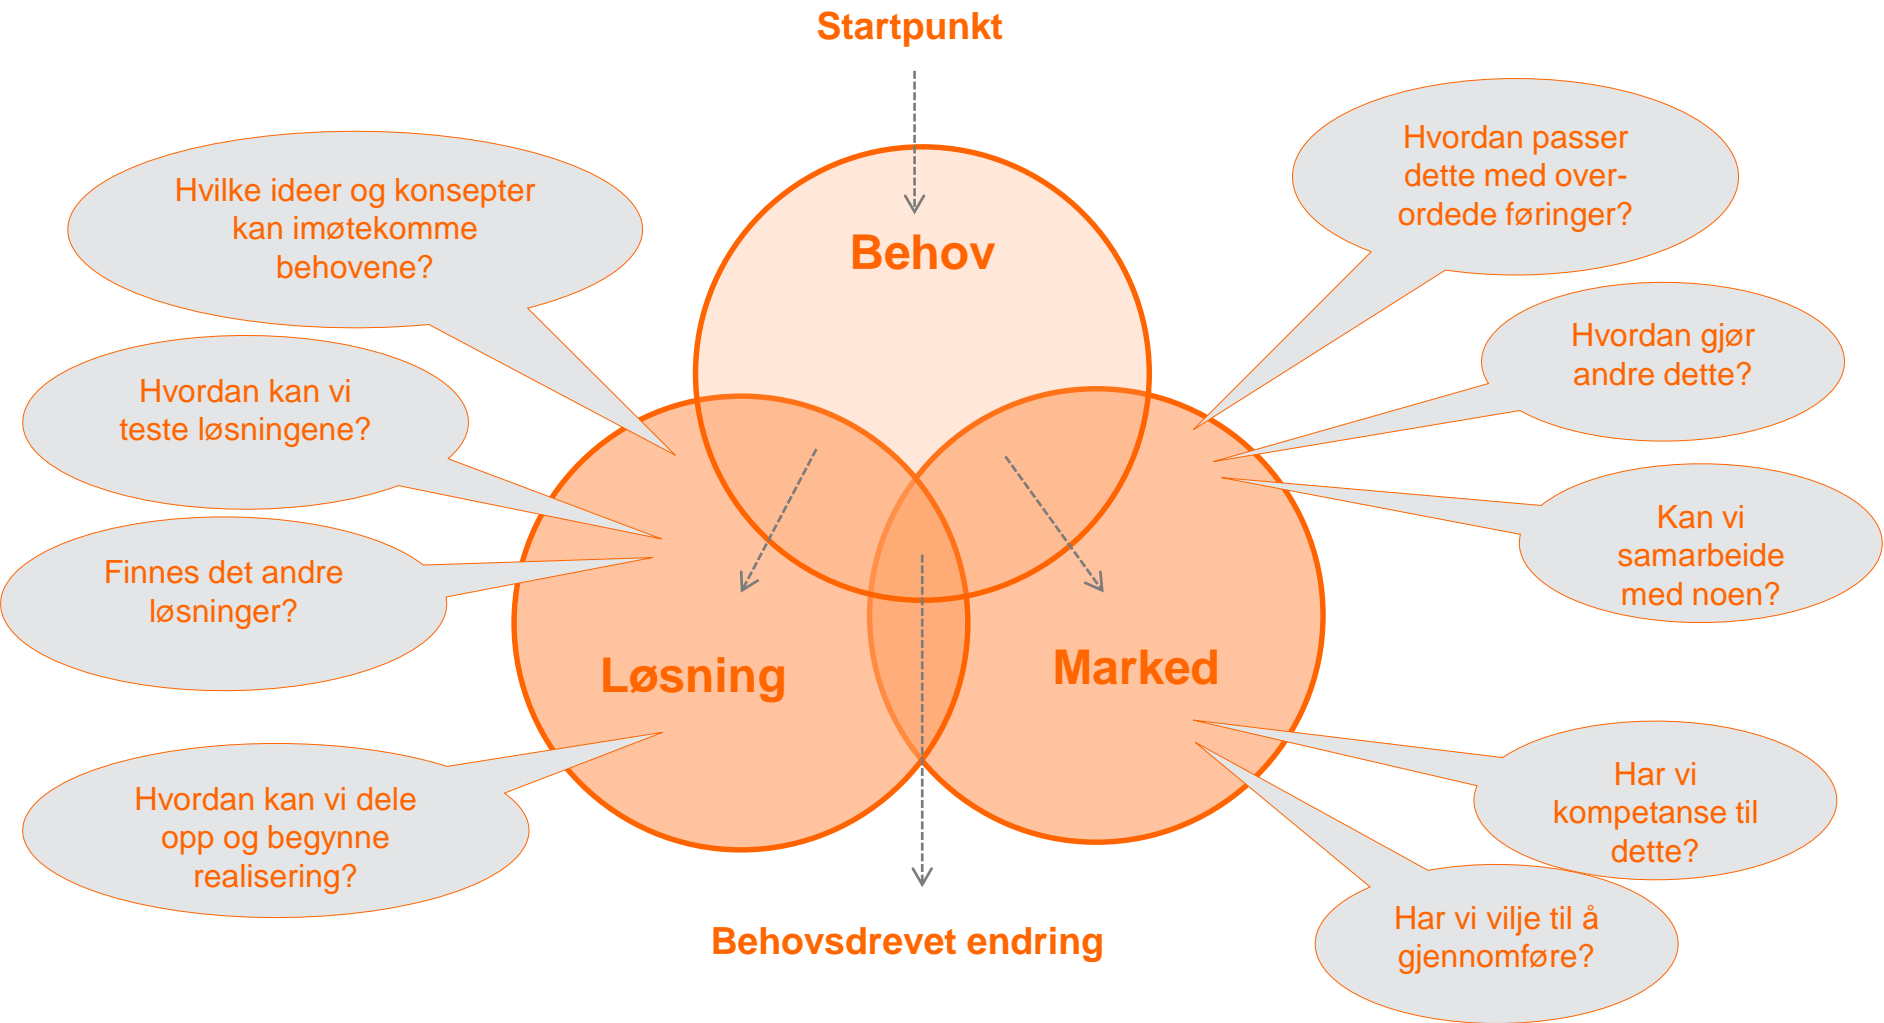 Startpunkt
Hvilke ideer og konsepter
kan imøtekomme
behovene?
Hvordan passer
dette med over-
ordede føringer?
Behov
Hvordan gjør
andre dette?
Hvordan kan vi
teste løsningene?
Kan vi
samarbeide
med noen?
Finnes det andre
løsninger?
Løsning
Marked
Hvordan kan vi dele
opp og begynne
realisering?
Har vi
kompetanse til
dette?
Har vi vilje til å
gjennomføre?
Behovsdrevet endring